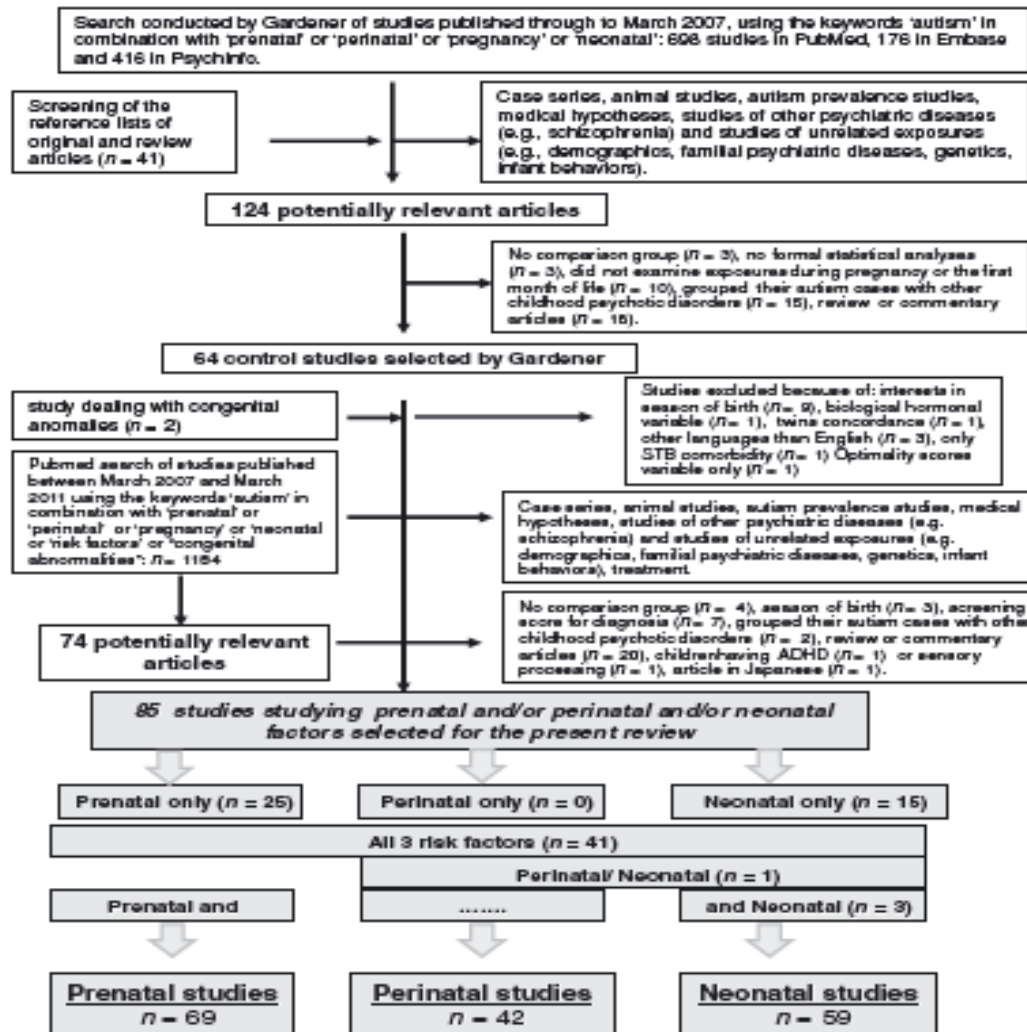 Search conducted by Gardener of studies published through to March 2007, using the keywords ‘autism’ in
combination with ‘prenatal’ or ‘perinatal’ or ‘pregnancy’ or ‘neonatal’: 698 studies in PubMed, 176 in Embase
and 416 in PsychInfo.
Screening of the
reference lists of
original and review
articles (n = 41)
Case series, animal studies, autism prevalence studies,
medical hypotheses, studies of other psychiatric diseases
(e.g., schizophrenia) and studies of unrelated exposures
(e.g., demographics, familial psychiatric diseases, genetics,
infant behaviors).
124 potentially relevant articles
No comparison group (n = 3), no formal statistical analyses
(n = 3), did not examine exposures during pregnancy or the first
month of life (n = 10), grouped their autism cases with other
childhood psychotic disorders (n = 15), review or commentary
articles (n =
64 control studies selected by Gardener
study dealing with congenital
anomalies (n = 2)
Studies excluded because of: interests in
season of birth (n = 9), biological hormonal
variable (n = 1), twins concordance (n = 1),
other languages than English (n = 3), only
STB comorbidity (n = 1) Optimality scores
variable only (n = 1)
Pubmed search of studies published
between March 2007 and March
2011 using the keywords ‘autism’ in
combination with ‘prenatal’ or
‘perinatal’ or ‘pregnancy’ or ‘neonatal
or ‘risk factors’ or “congenital
abnormalities”: n= 1164
Case series, animal studies, autism prevalence studies, medical
hypotheses, studies of other psychiatric diseases (e.g.
schizophrenia) and studies of unrelated exposures (e.g.
demographics, familial psychiatric diseases, genetics, infant
behaviors), treatment.
74 potentially relevant
articles
No comparison group (n = 4), season of birth (n = 3), screening
score for diagnosis (n = 7), grouped their autism cases with other
childhood psychotic disorders (n = 2), review or commentary
articles (n = 20), childrenhaving ADHD (n = 1) or sensory
processing (n = 1), article in Japanese (n = 1).
85 studies studying prenatal and/or perinatal and/or neonatal
factors selected for the present review
Prenatal only (n = 25)
Perinatal only (n = 0)
Neonatal only (n = 15)
All 3 risk factors (n = 41)
Perinatal/ Neonatal (n = 1)
Prenatal and
.......
and Neonatal (n = 3)
Prenatal studies
n = 69
Perinatal studies
n = 42
Neonatal studies
n = 59